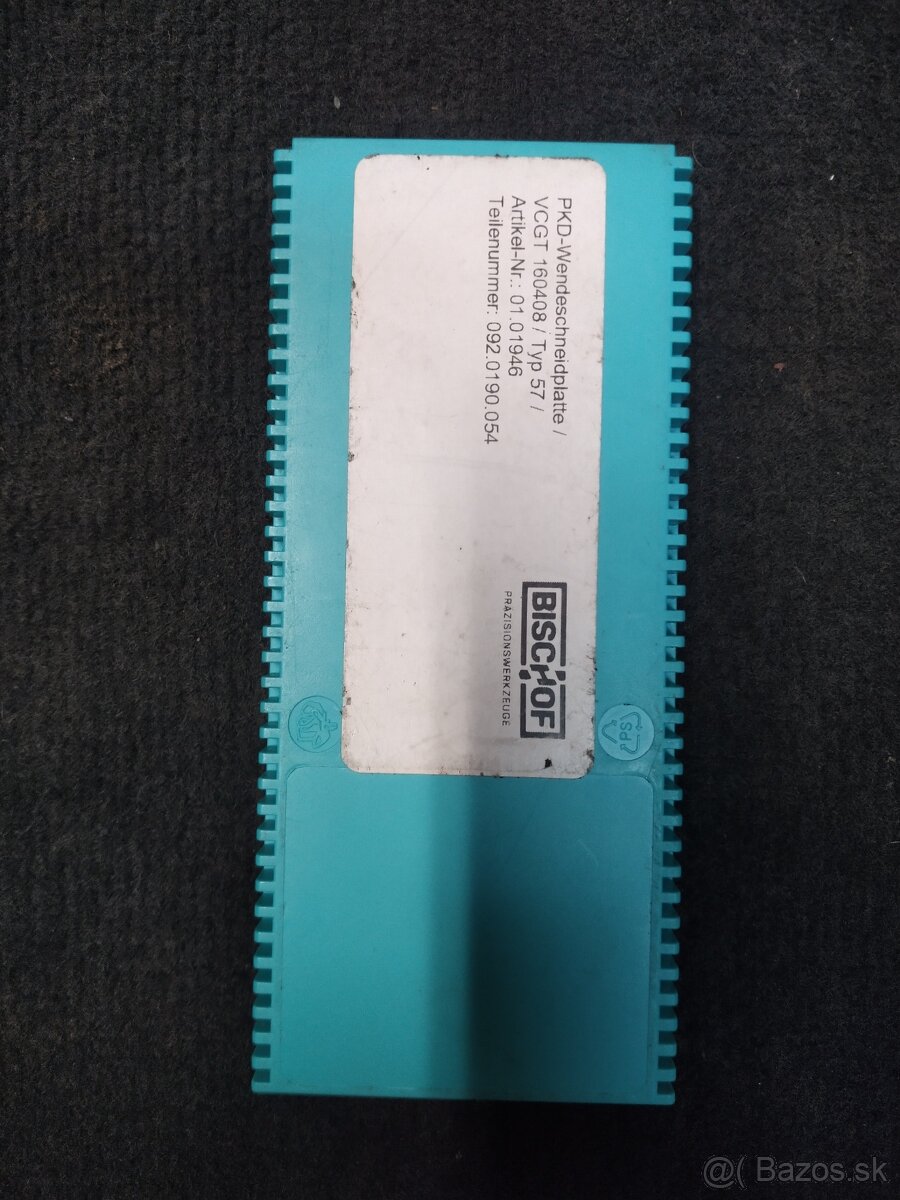 PKD-Wendeschneidplatte /
VCGT 160408 / Typ 57 /
Artikel-Nr.: 01.01946
Teilenummer: 092.0190.054
BISCHOF
PRÄZISIONSWERKZEUGE
PS
@( Bazos.sk